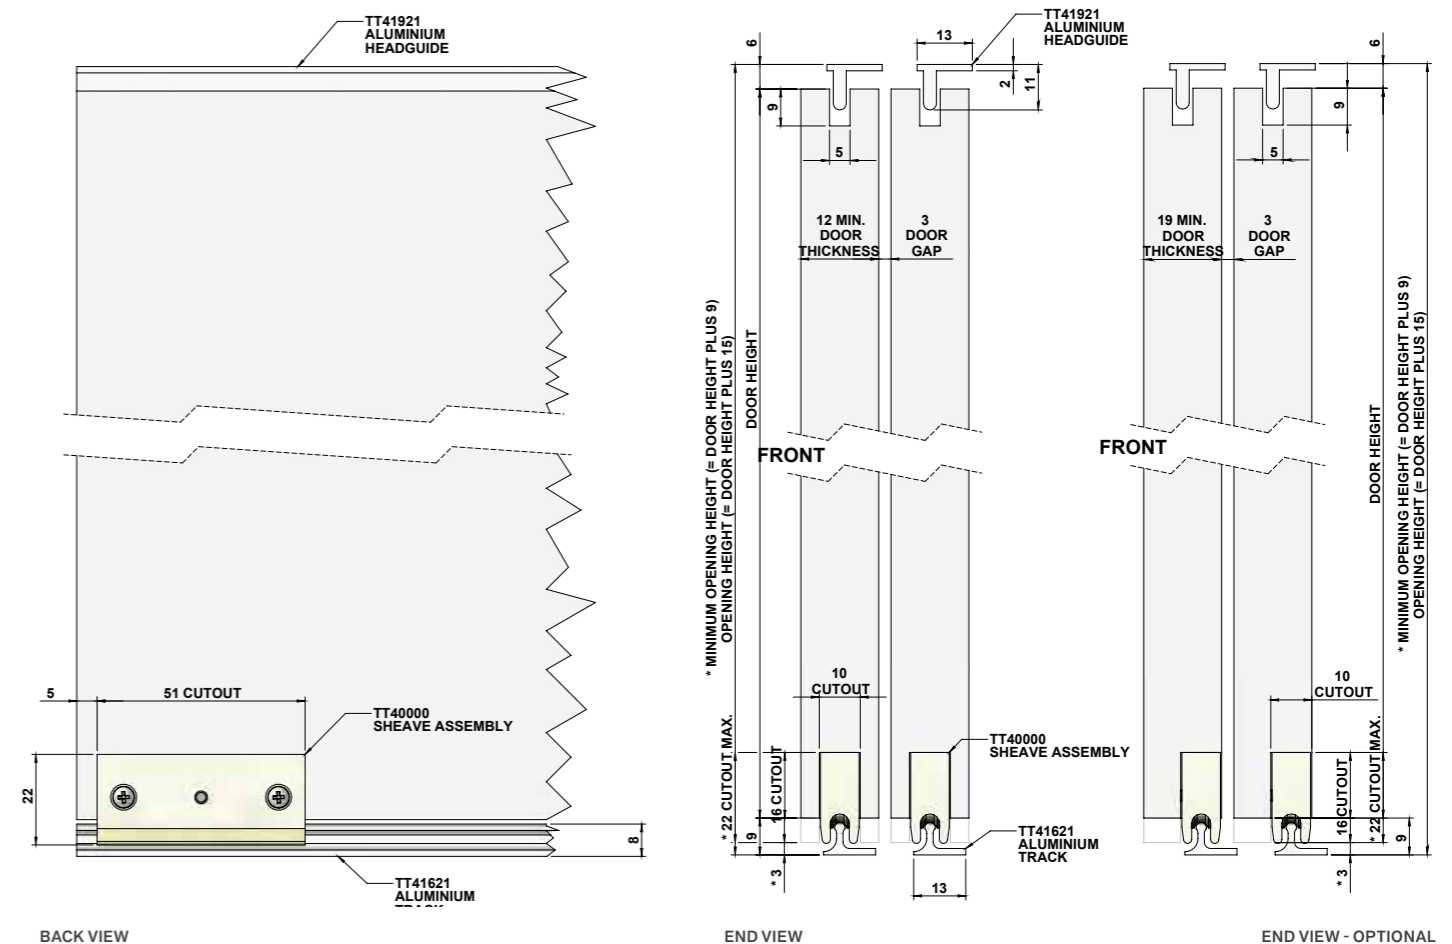 TT41921
ALUMINIUM
HEADGUIDE
5
51 CUTOUT
TT40000
SHEAVE ASSEMBLY
22
8
TT41621
ALUMINIUM
TRACK
BACK VIEW
TT41921
ALUMINIUM
HEADGUIDE
6
13
2
11
9
5
12 MIN.
DOOR
THICKNESS
3
DOOR
GAP
* MINIMUM OPENING HEIGHT (= DOOR HEIGHT PLUS 9)
OPENING HEIGHT (= DOOR HEIGHT PLUS 15)
DOOR HEIGHT
FRONT
10
CUTOUT
TT40000
SHEAVE ASSEMBLY
* 22 CUTOUT MAX.
16 CUTOUT
9
* 3
TT41621
ALUMINIUM
TRACK
13
END VIEW
6
9
5
19 MIN.
DOOR
THICKNESS
3
DOOR
GAP
FRONT
DOOR HEIGHT
* MINIMUM OPENING HEIGHT (= DOOR HEIGHT PLUS 9)
OPENING HEIGHT (= DOOR HEIGHT PLUS 15)
10
CUTOUT
16 CUTOUT
* 22 CUTOUT MAX.
9
* 3
END VIEW - OPTIONAL